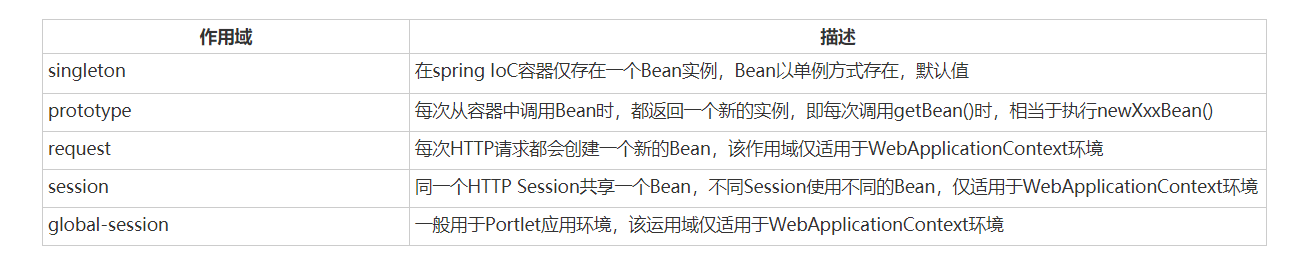 作用域 描述
singleton 在spring IoC容器仅存在一个Bean实例，Bean以单例方式存在，默认值
prototype 每次从容器中调用Bean时，都返回一个新的实例，即每次调用getBean()时，相当于执行newXxxBean()
request 每次HTTP请求都会创建一个新的Bean，该作用域仅适用于WebApplicationContext环境
session 同一个HTTP Session共享一个Bean，不同Session使用不同的Bean，仅适用于WebApplicationContext环境
global-session 一般用于Portlet应用环境，该运用域仅适用于WebApplicationContext环境